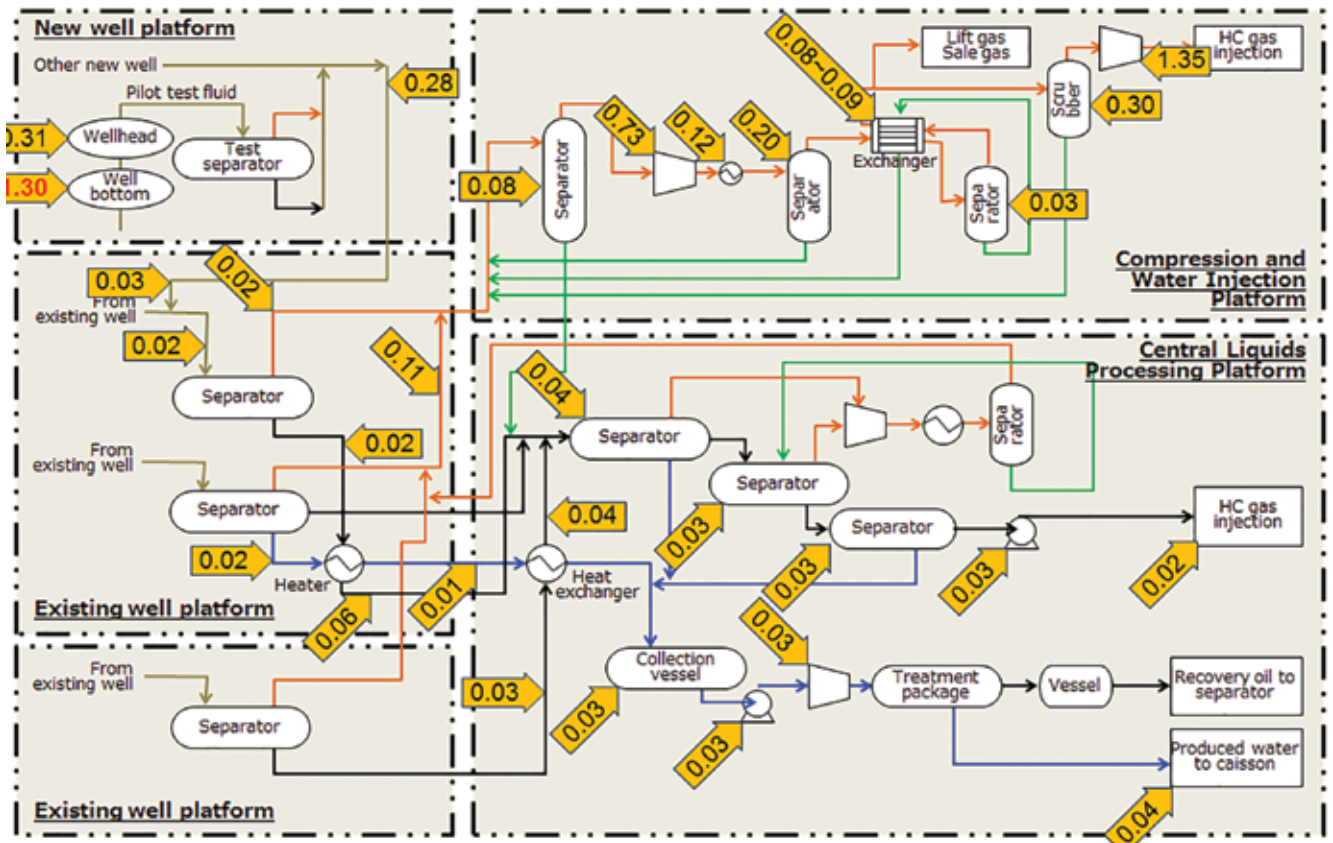 New well platform
Other new well
Pilot test fluid
0.28
0.31
Wellhead
Test
separator
1.30
Well
bottom
Lift gas
Sale gas
HC gas
injection
1.35
0.08~0.09
Scru
bber
0.30
0.73
0.12
0.20
Exchanger
0.08
Separator
Separ
ator
Sepa
rator
0.03
Compression and
Water Injection
Platform
0.03
0.02
From
existing well
0.02
0.11
Separator
0.02
From
existing well
Separator
0.02
Heater
0.06
0.01
Existing well platform
Central Liquids
Processing Platform
0.04
Separator
Sepa
rator
Separator
0.03
0.04
Separator
HC gas
injection
0.03
0.03
0.02
Heat
exchanger
0.03
Collection
vessel
Treatment
package
Vessel
Recovery oil to
separator
0.03
0.03
0.03
Produced water
to caisson
0.04
From
existing well
Separator
Existing well platform